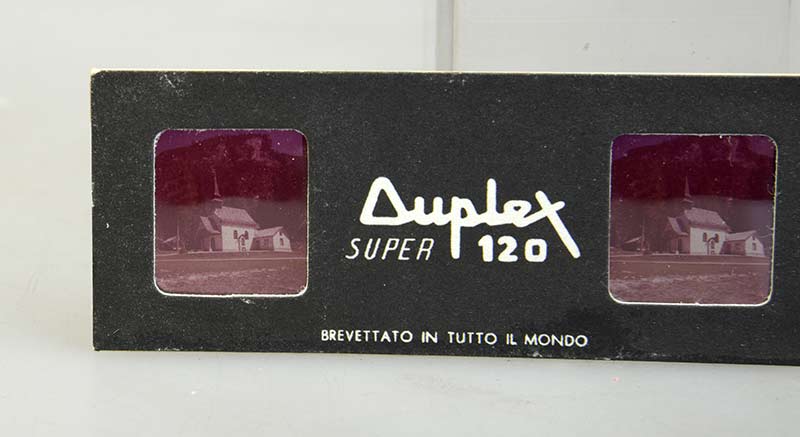 Duplex
SUPER 120
BREVETTATO IN TUTTO IL MONDO